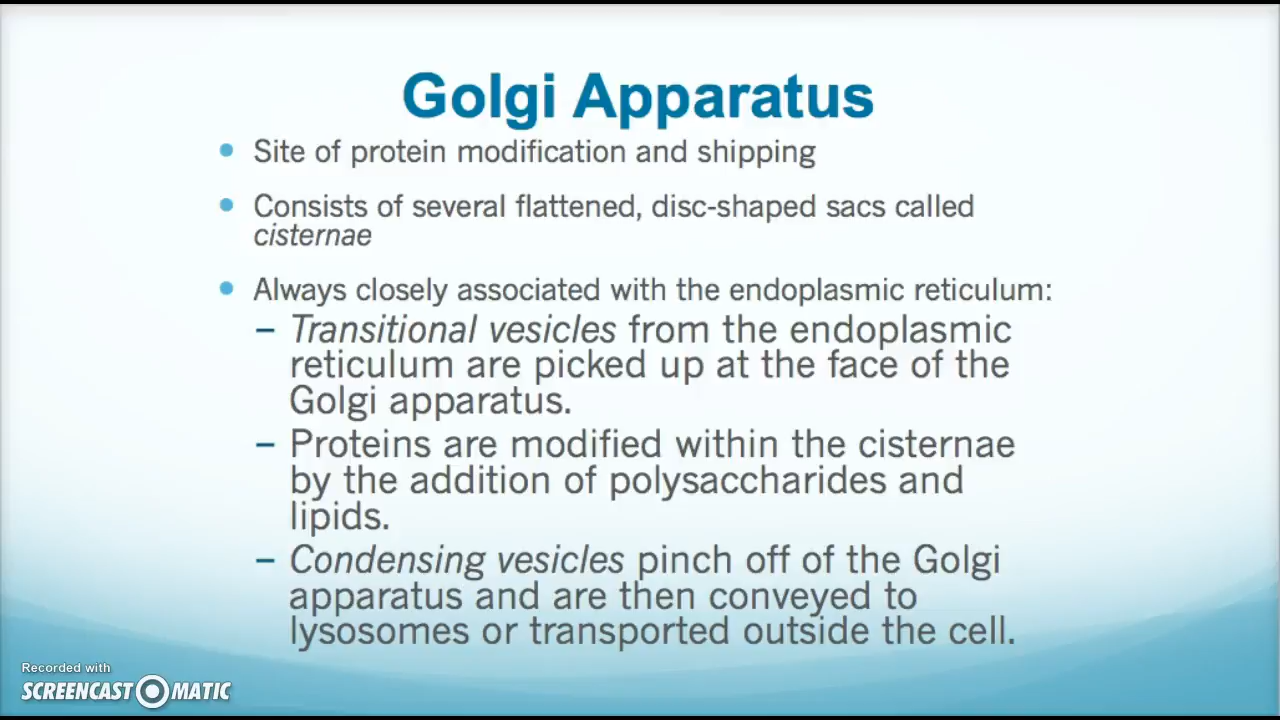 Golgi Apparatus
• Site of protein modification and shipping
• Consists of several flattened, disc-shaped sacs called
cisternae
• Always closely associated with the endoplasmic reticulum:
– Transitional vesicles from the endoplasmic
reticulum are picked up at the face of the
Golgi apparatus.
– Proteins are modified within the cisternae
by the addition of polysaccharides and
lipids.
– Condensing vesicles pinch off of the Golgi
apparatus and are then conveyed to
lysosomes or transported outside the cell.
Recorded with
SCREENCAST MATIC